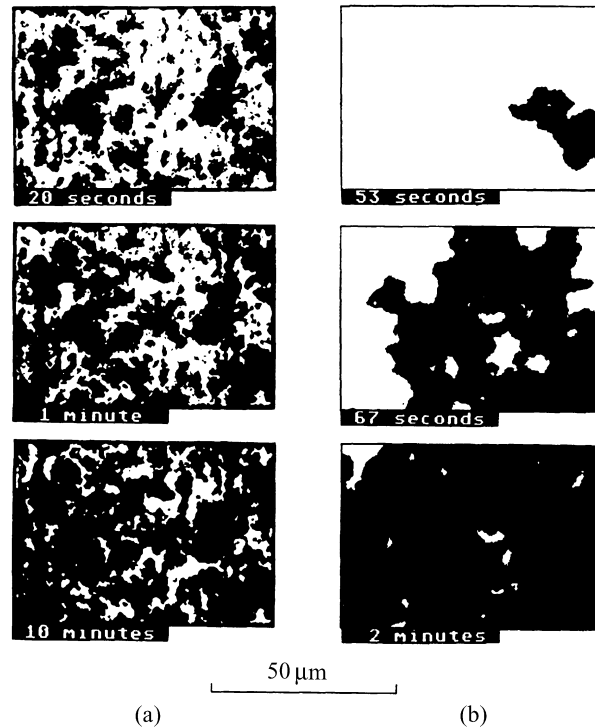 20 seconds
53 seconds
1 minute
67 seconds
10 minutes
2 minutes
50 μm
(a)
(b)